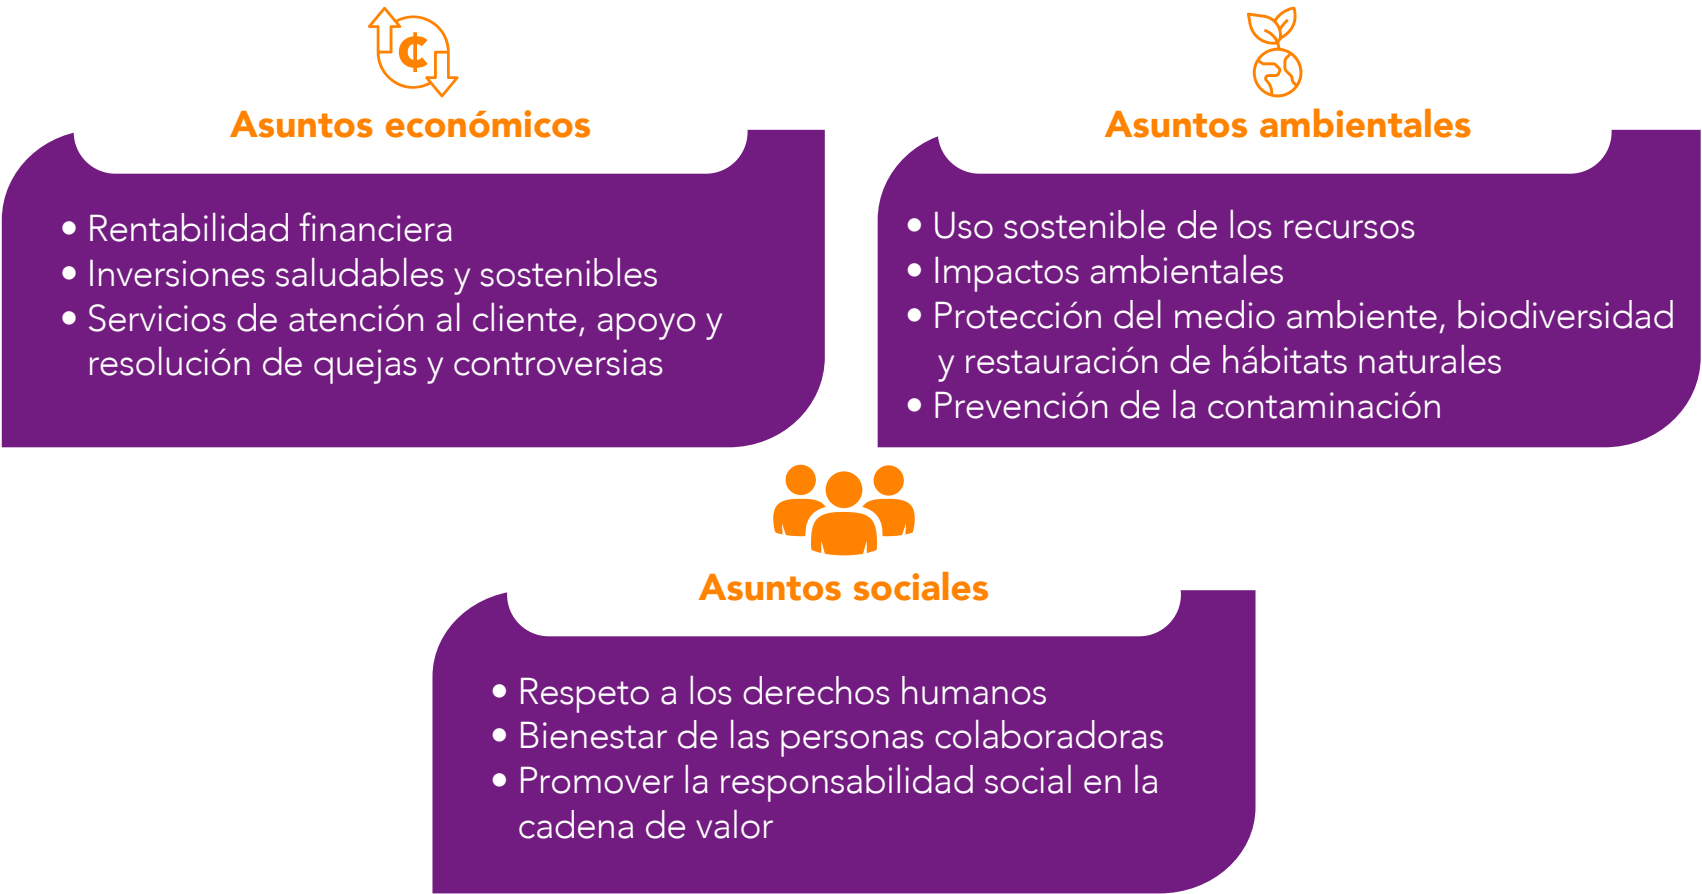 ¢
Asuntos económicos
• Rentabilidad financiera
• Inversiones saludables y sostenibles
• Servicios de atención al cliente, apoyo y
resolución de quejas y controversias
Asuntos ambientales
• Uso sostenible de los recursos
• Impactos ambientales
• Protección del medio ambiente, biodiversidad
y restauración de hábitats naturales
• Prevención de la contaminación
Asuntos sociales
• Respeto a los derechos humanos
• Bienestar de las personas colaboradoras
• Promover la responsabilidad social en la
cadena de valor